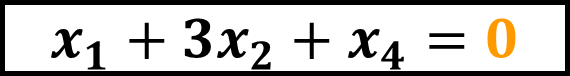 x₁ + 3x₂ + x₄ = 0